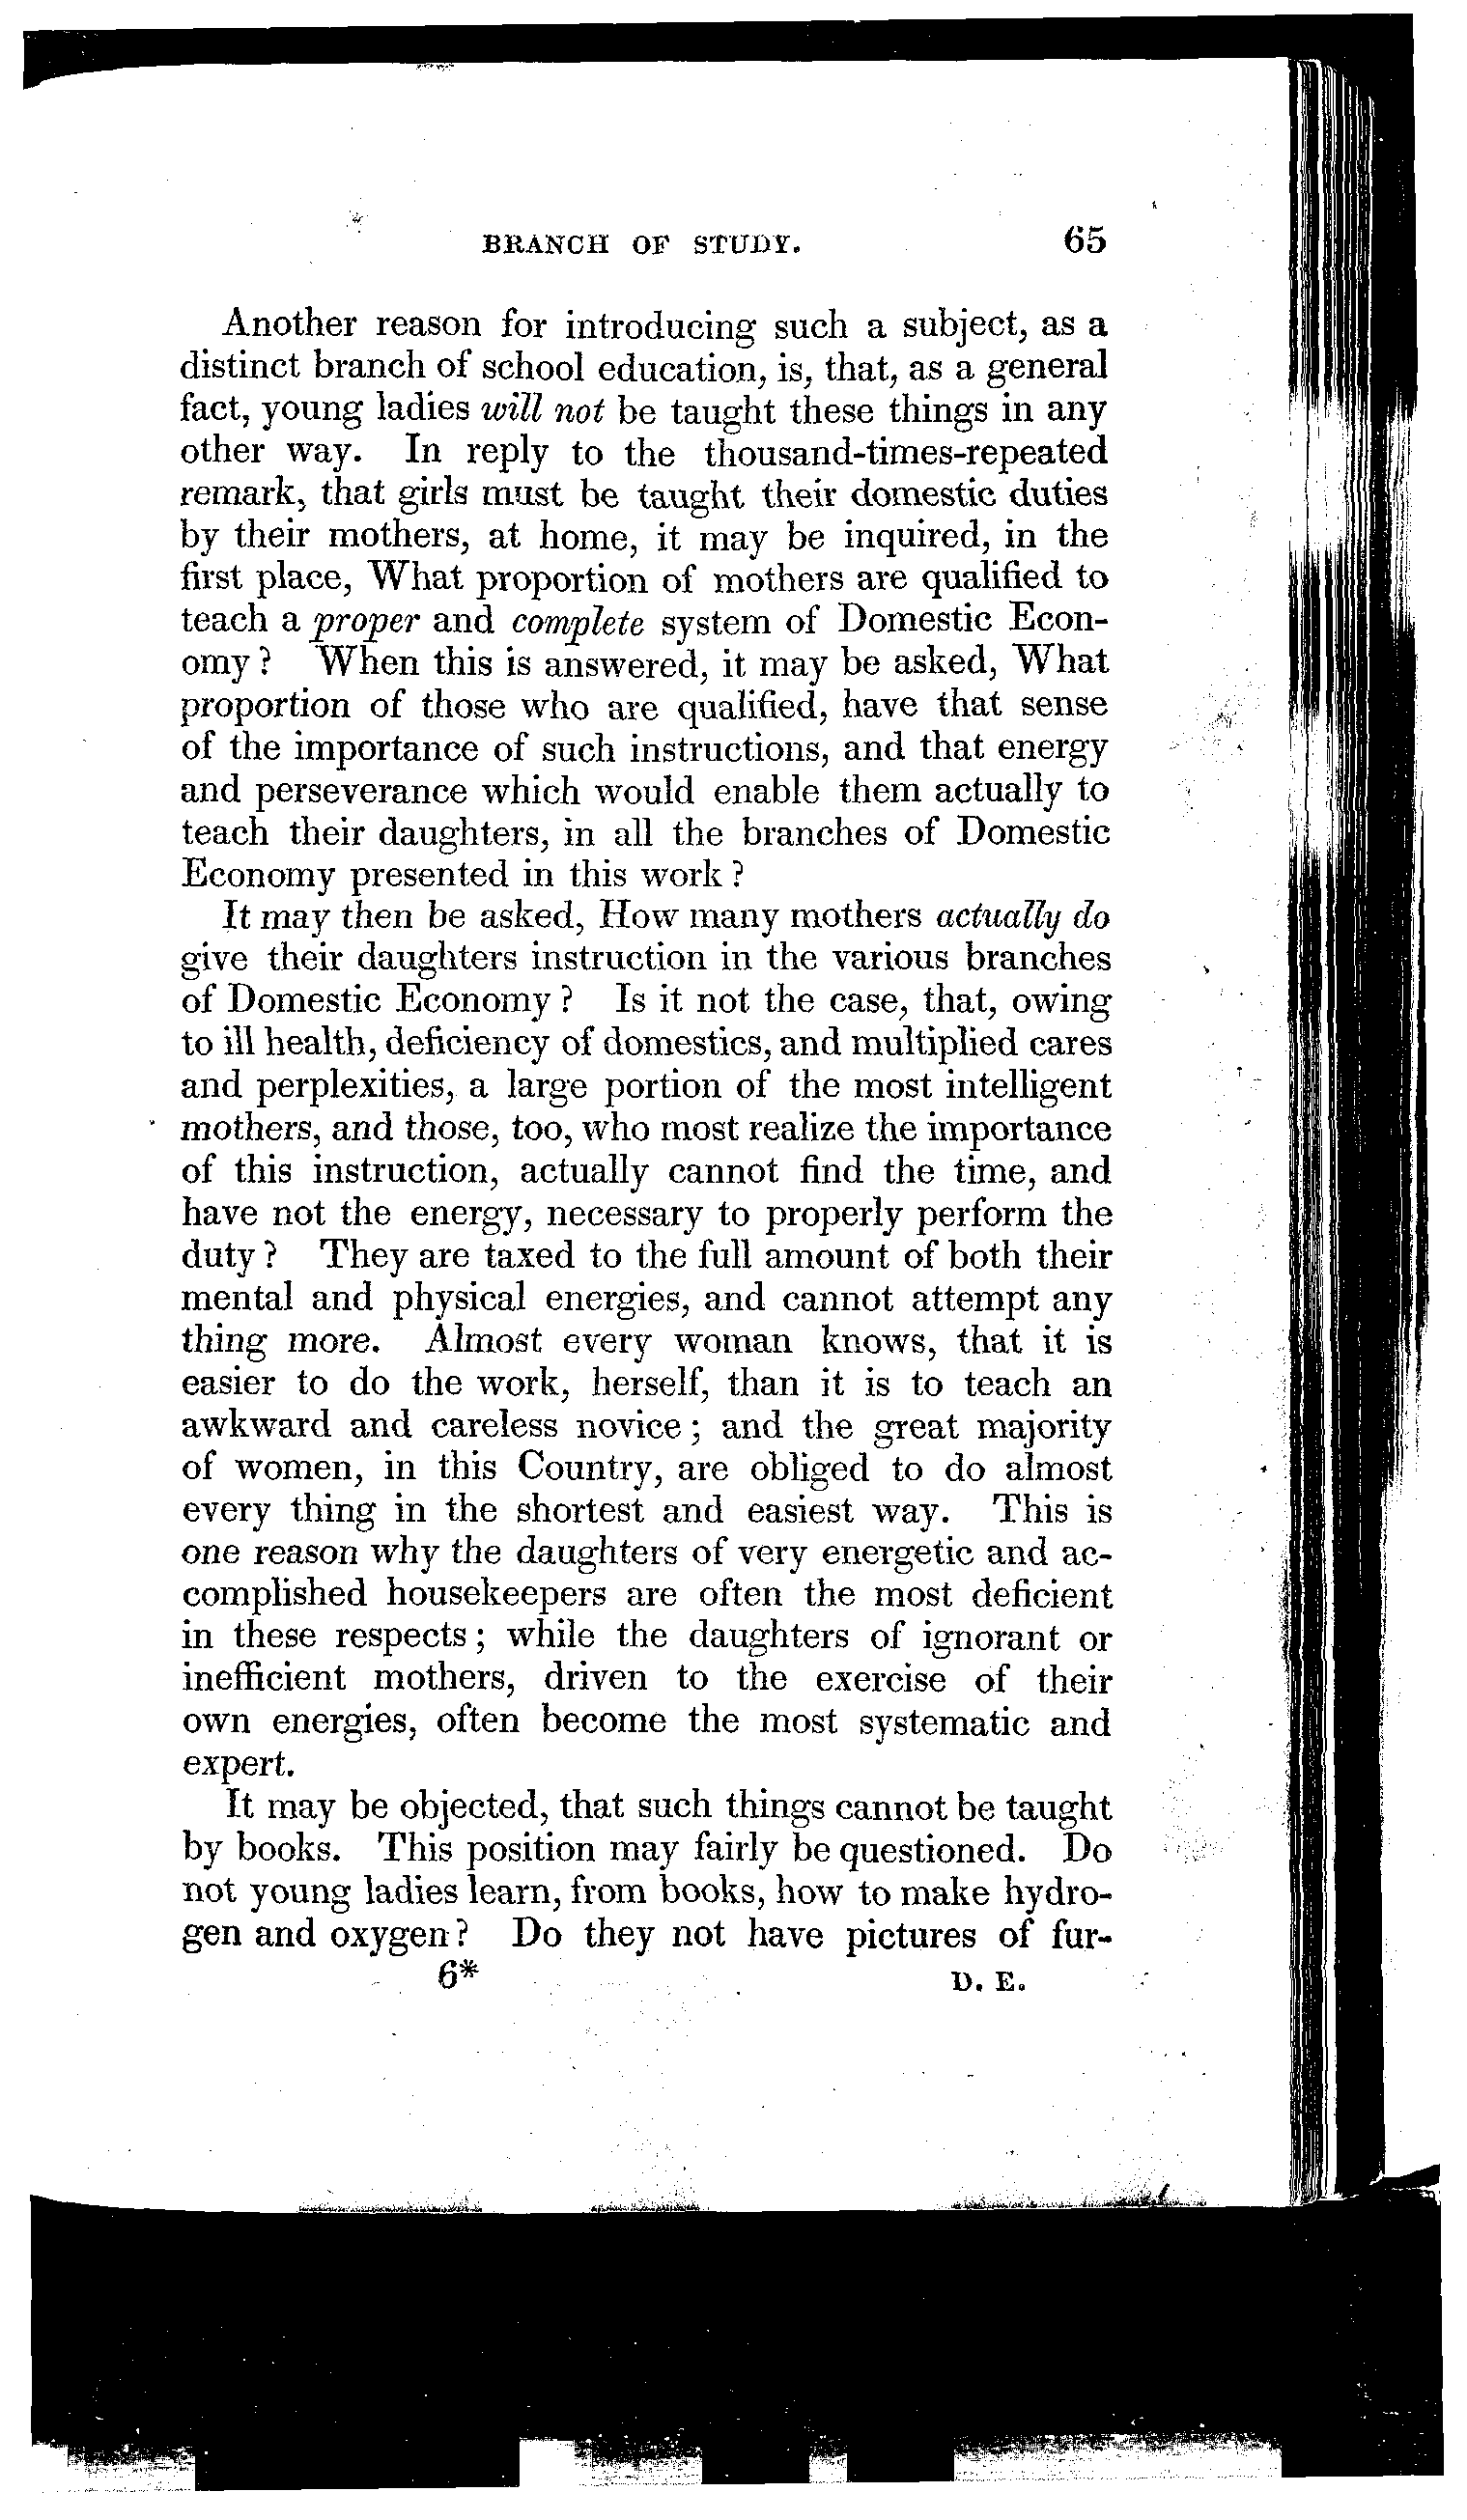 BRANCH OF STUDY. 65
Another reason for introducing such a subject, as a
distinct branch of school education, is, that, as a general
fact, young ladies will not be taught these things in any
other way. In reply to the thousand-times-repeated
remark, that girls must be taught their domestic duties
by their mothers, at home, it may be inquired, in the
first place, What proportion of mothers are qualified to
teach a proper and complete system of Domestic Econ-
omy? When this is answered, it may be asked, What
proportion of those who are qualified, have that sense
of the importance of such instructions, and that energy
and perseverance which would enable them actually to
teach their daughters, in all the branches of Domestic
Economy presented in this work?
It may then be asked, How many mothers actually do
give their daughters instruction in the various branches
of Domestic Economy? Is it not the case, that, owing
to ill health, deficiency of domestics, and multiplied cares
and perplexities, a large portion of the most intelligent
mothers, and those, too, who most realize the importance
of this instruction, actually cannot find the time, and
have not the energy, necessary to properly perform the
duty? They are taxed to the full amount of both their
mental and physical energies, and cannot attempt any
thing more. Almost every woman knows, that it is
easier to do the work, herself, than it is to teach an
awkward and careless novice; and the great majority
of women, in this Country, are obliged to do almost
every thing in the shortest and easiest way. This is
one reason why the daughters of very energetic and ac-
complished housekeepers are often the most deficient
in these respects; while the daughters of ignorant or
inefficient mothers, driven to the exercise of their
own energies, often become the most systematic and
expert.
It may be objected, that such things cannot be taught
by books. This position may fairly be questioned. Do
not young ladies learn, from books, how to make hydro-
gen and oxygen? Do they not have pictures of fur-
6* D. E.